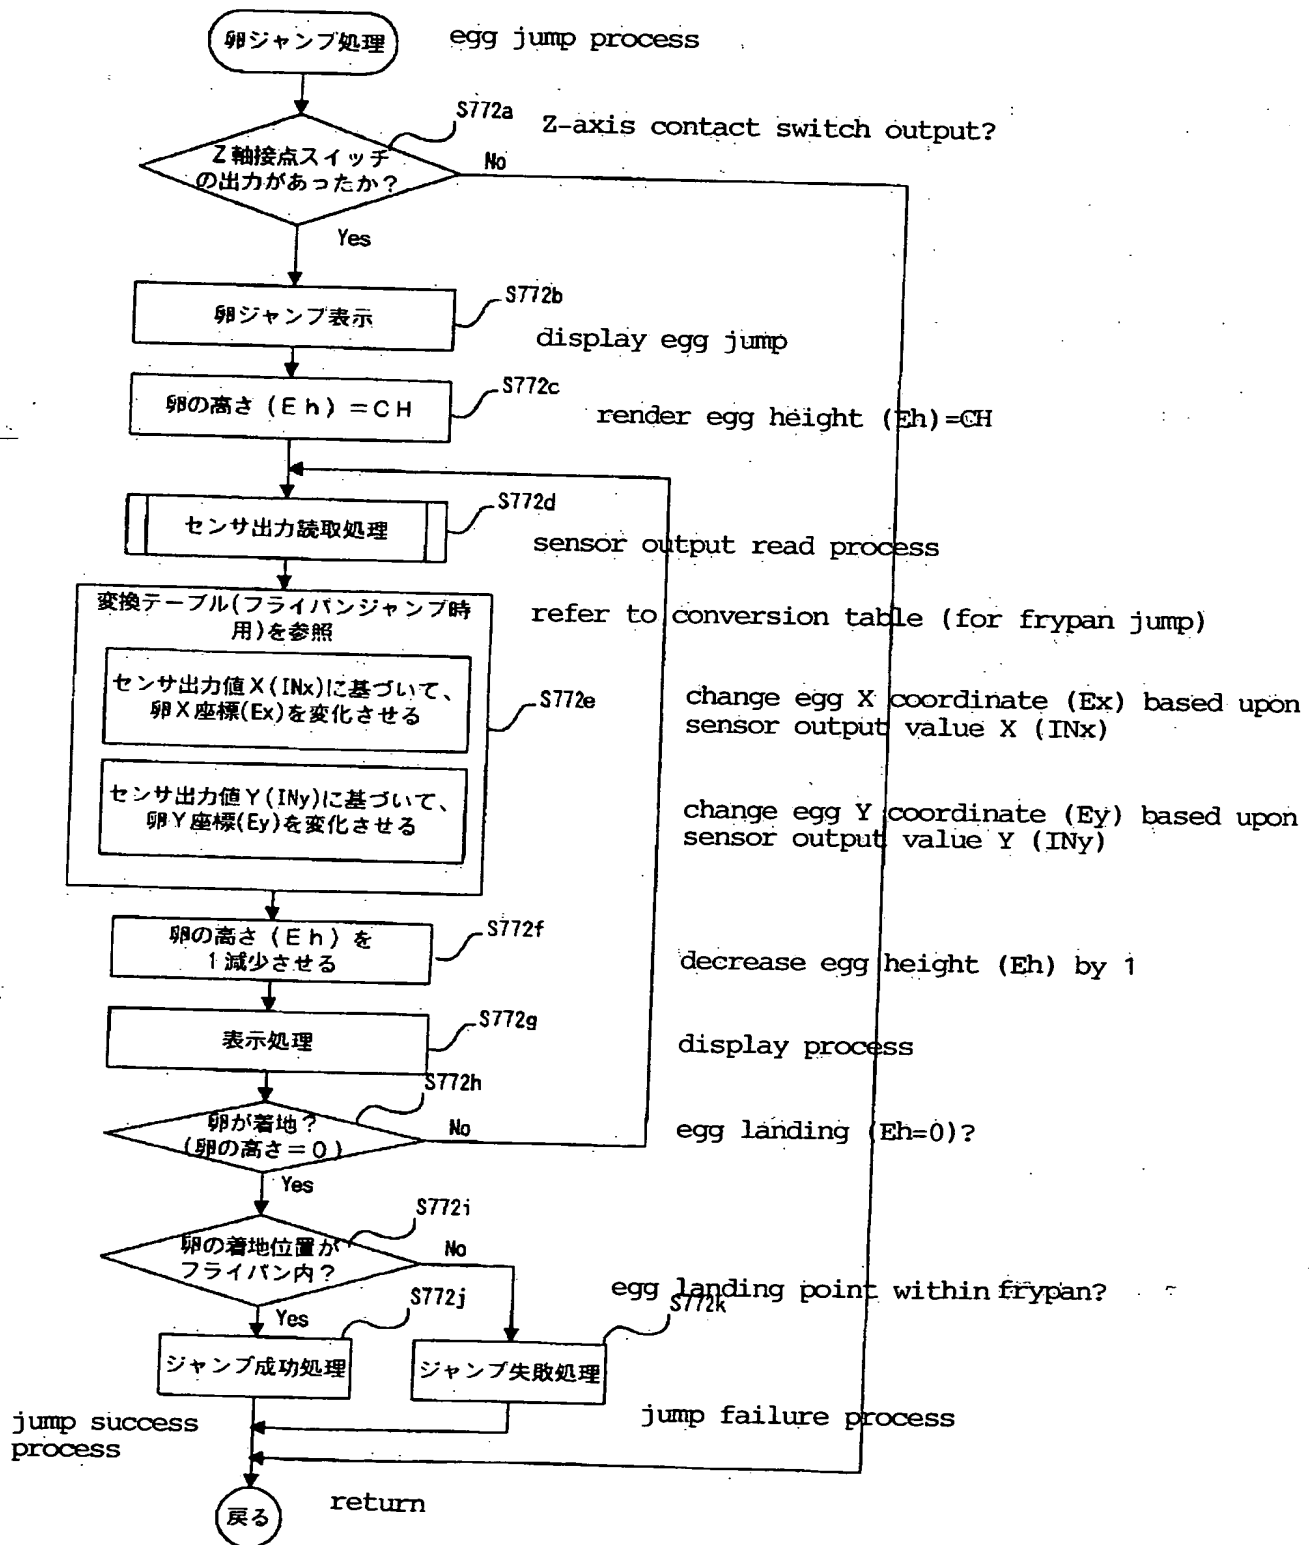 卵ジャンプ処理
egg jump process
S772a
Z-axis contact switch output?
Z軸接点スイッチ
の出力があったか?
No
Yes
S772b
卵ジャンプ表示
display egg jump
S772c
卵の高さ(Eh)=CH
render egg height (Eh)=CH
S772d
センサ出力読取処理
sensor output read process
変換テーブル(フライパンジャンプ時
用)を参照
refer to conversion table (for frypan jump)
センサ出力値X(INx)に基づいて、
卵X座標(Ex)を変化させる
S772e
change egg X coordinate (Ex) based upon
sensor output value X (INx)
センサ出力値Y(INy)に基づいて、
卵Y座標(Ey)を変化させる
change egg Y coordinate (Ey) based upon
sensor output value Y (INy)
S772f
卵の高さ(Eh)を
1減少させる
decrease egg height (Eh) by 1
S772g
表示処理
display process
S772h
卵が着地?
(卵の高さ=0)
No
egg landing (Eh=0)?
Yes
S772i
卵の着地位置が
フライパン内?
No
egg landing point within frypan?
S772j
Yes
S772k
ジャンプ成功処理
ジャンプ失敗処理
jump success
process
jump failure process
戻る
return